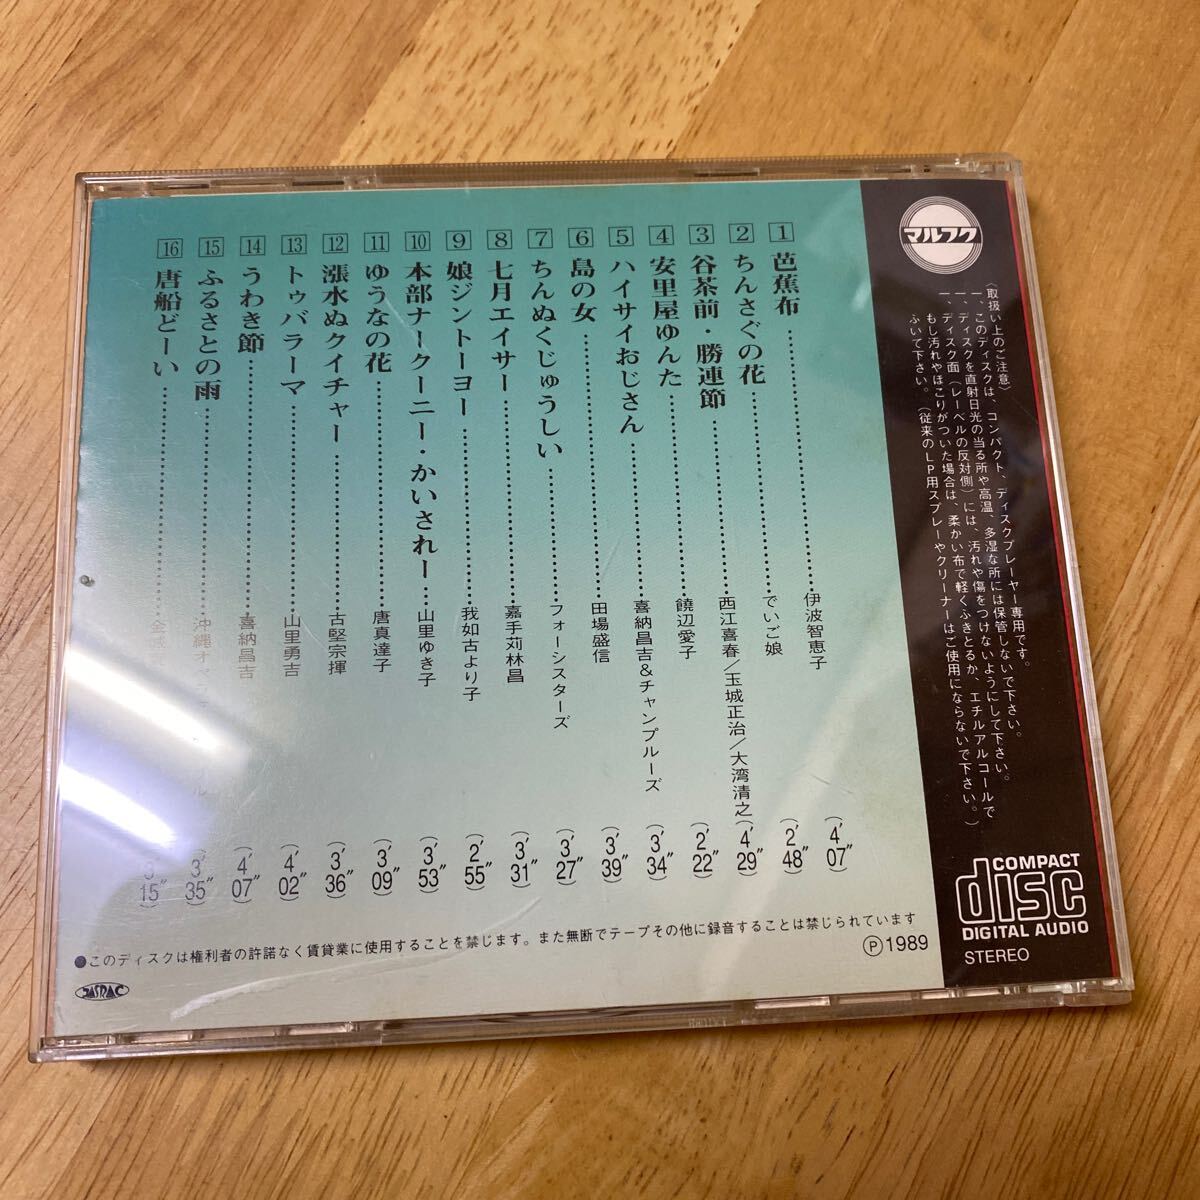 マルフク
〈取扱い上のご注意〉
一、このディスクは、コンパクト、ディスクプレーヤー専用です。
一、ディスクを直射日光の当る所や高温、多湿な所には保管しないで下さい。
一、ディスク面（レーベルの反対側）には、汚れや傷をつけないようにして下さい。
もし汚れやほこりがついた場合は、柔かい布で軽くふきとるか、エチルアルコールで
ふいて下さい。（従来のLP用スプレーやクリーナーはご使用にならないで下さい。）
1 芭蕉布 伊波智恵子 (4′07″)
2 ちんさぐの花 でいご娘 (2′48″)
3 谷茶前・勝連節 西江喜春/玉城正治/大湾清之 (4′29″)
4 安里屋ゆんた 饒辺愛子 (2′22″)
5 ハイサイおじさん 喜納昌吉&チャンプルーズ (3′34″)
6 島の女 田場盛信 (3′39″)
7 ちんぬくじゅうしい フォーシスターズ (3′27″)
8 七月エイサー 嘉手苅林昌 (3′31″)
9 娘ジントーヨー 我如古より子 (2′55″)
10 本部ナークーニー・かいされー 山里ゆき子 (3′53″)
11 ゆうなの花 唐真達子 (3′09″)
12 漲水ぬクイチャー 古堅宗揮 (3′36″)
13 トゥバラーマ 山里勇吉 (4′02″)
14 うわき節 喜納昌吉 (4′07″)
15 ふるさとの雨 沖縄オ (3′35″)
16 唐船どーい (3′15″)
●このディスクは権利者の許諾なく賃貸業に使用することを禁じます。また無断でテープその他に録音することは禁じられています
Ⓟ1989
JASRAC
COMPACT
disc
DIGITAL AUDIO
STEREO